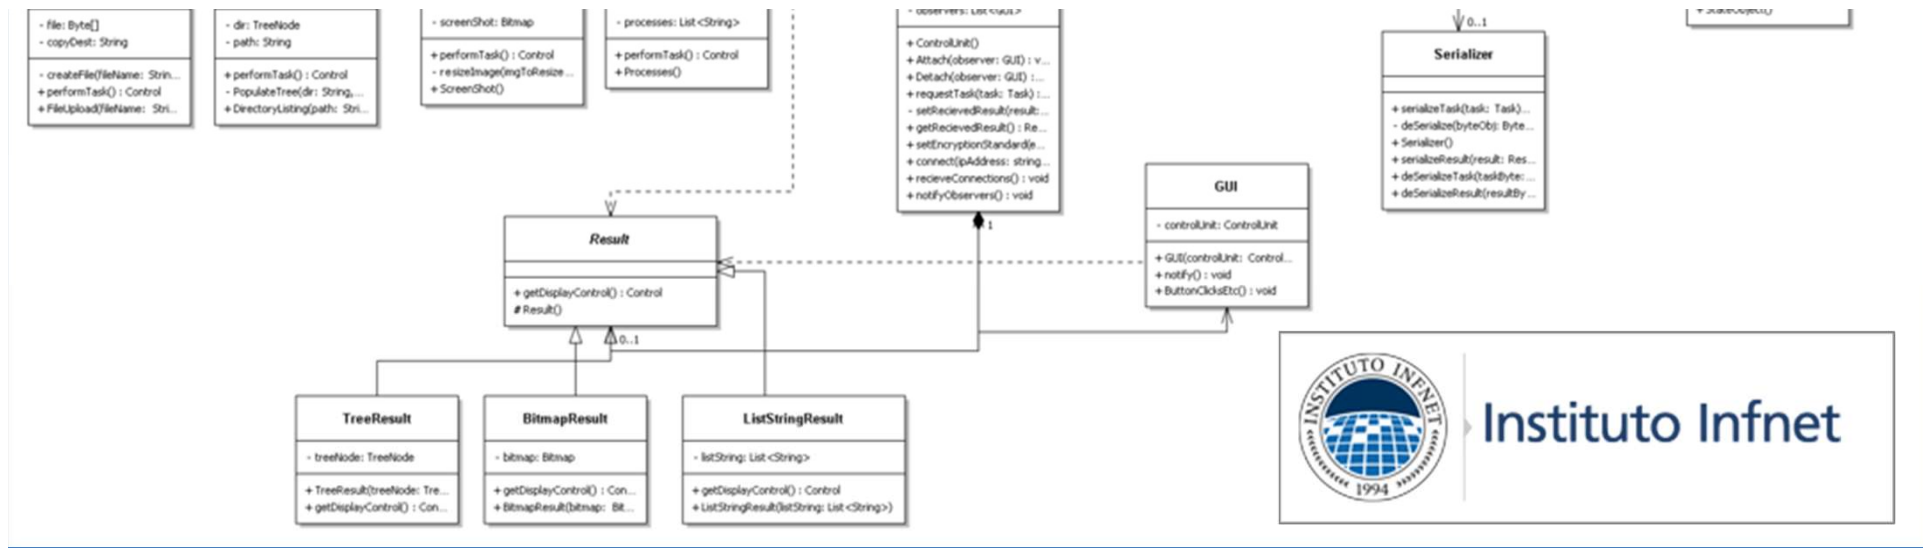 - file: Byte[]
- copyDest: String
- createFile(fileName: Strin...
+ performTask() : Control
+ FileUpload(fileName: Stri...
- dir: TreeNode
- path: String
+ performTask() : Control
- PopulateTree(dir: String,...
+ DirectoryListing(path: Stri...
- screenShot: Bitmap
+ performTask() : Control
- resizeImage(imgToResize...
+ ScreenShot()
- processes: List<String>
+ performTask() : Control
+ Processes()
- observers: List<GUI>
+ ControlUnit()
+ Attach(observer: GUI) : v...
+ Detach(observer: GUI) :...
+ requestTask(task: Task) :...
- setRecievedResult(result:...
+ getRecievedResult() : Re...
+ setEncryptionStandard(e...
+ connect(ipAddress: string...
+ recieveConnections() : void
+ notifyObservers() : void
1
0..1
Serializer
+ serializeTask(task: Task)...
- deSerialize(byteObj: Byte...
+ Serializer()
+ serializeResult(result: Res...
+ deSerializeTask(taskByte:...
+ deSerializeResult(resultBy...
+ StateObject()
GUI
- controlUnit: ControlUnit
+ GUI(controlUnit: Control...
+ notify() : void
+ ButtonClicksEtc() : void
Result
+ getDisplayControl() : Control
# Result()
0..1
TreeResult
- treeNode: TreeNode
+ TreeResult(treeNode: Tre...
+ getDisplayControl() : Con...
BitmapResult
- bitmap: Bitmap
+ getDisplayControl() : Con...
+ BitmapResult(bitmap: Bit...
ListStringResult
- listString: List<String>
+ getDisplayControl() : Control
+ ListStringResult(listString: List<String>)
INSTITUTO INFNET
1994
Instituto Infnet